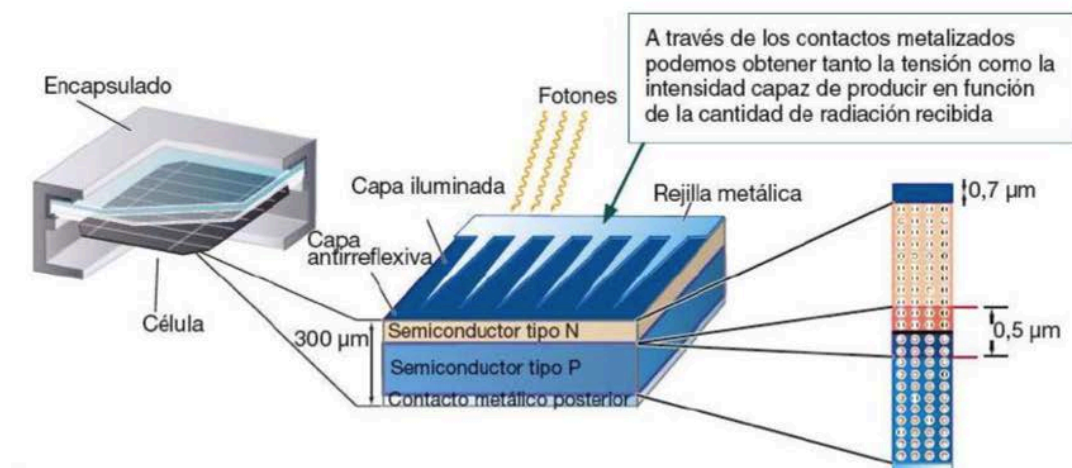 A través de los contactos metalizados
podemos obtener tanto la tensión como la
intensidad capaz de producir en función
de la cantidad de radiación recibida
Encapsulado
Fotones
Capa iluminada
Rejilla metálica
0,7 µm
Capa
antirreflexiva
Célula
300 µm
Semiconductor tipo N
0,5 µm
Semiconductor tipo P
Contacto metálico posterior